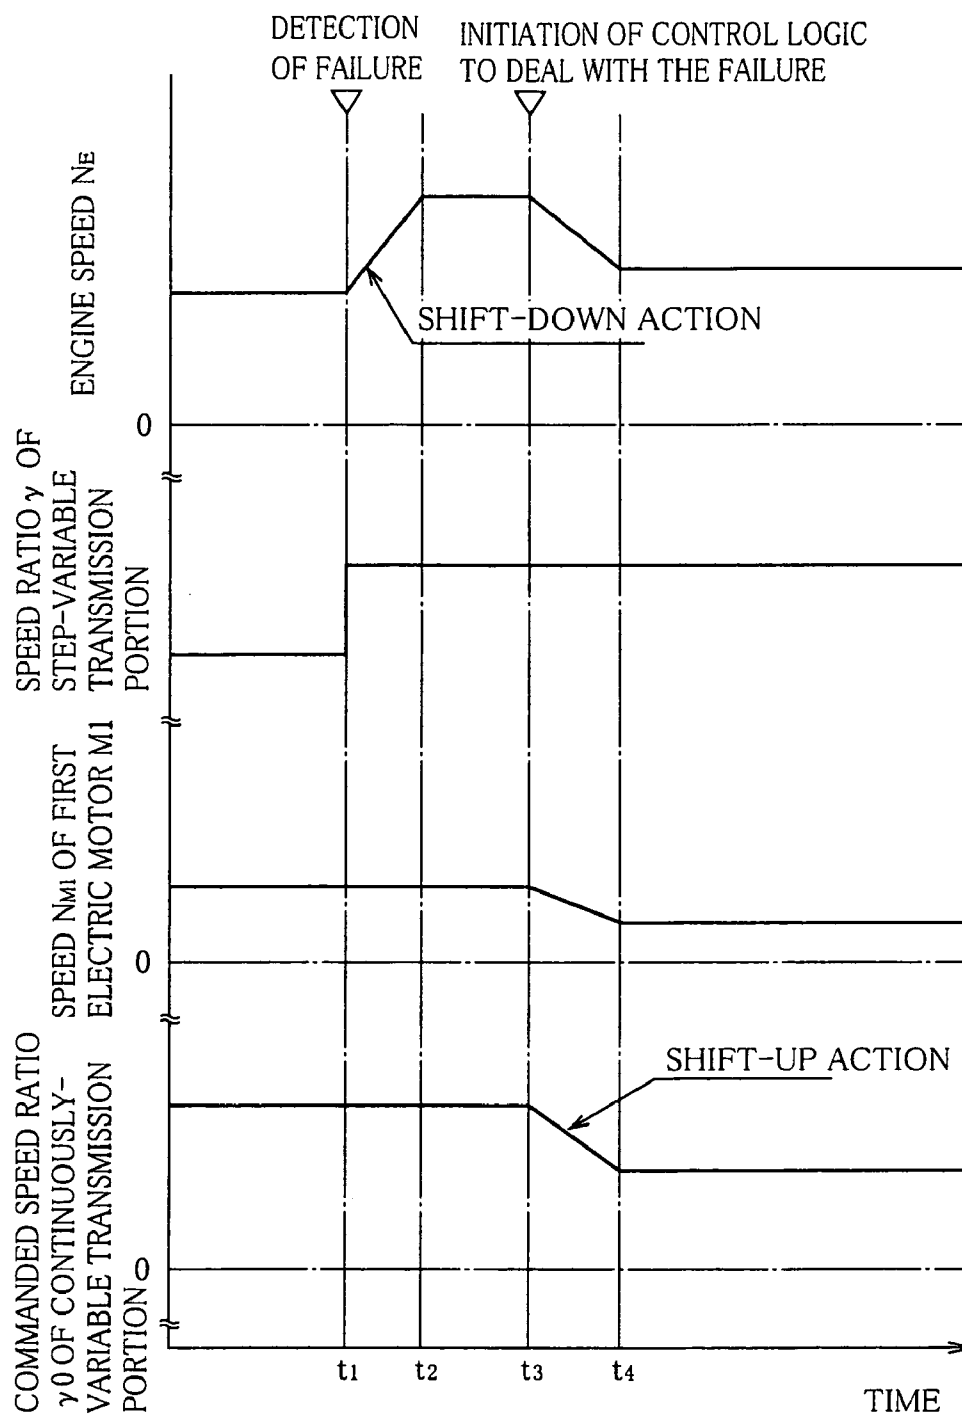 DETECTION
OF FAILURE
INITIATION OF CONTROL LOGIC
TO DEAL WITH THE FAILURE
ENGINE SPEED NE
SHIFT-DOWN ACTION
0
SPEED RATIO γ OF
STEP-VARIABLE
TRANSMISSION
PORTION
SPEED NM1 OF FIRST
ELECTRIC MOTOR M1
0
SHIFT-UP ACTION
COMMANDED SPEED RATIO
γ0 OF CONTINUOUSLY-
VARIABLE TRANSMISSION
PORTION
0
t1
t2
t3
t4
TIME